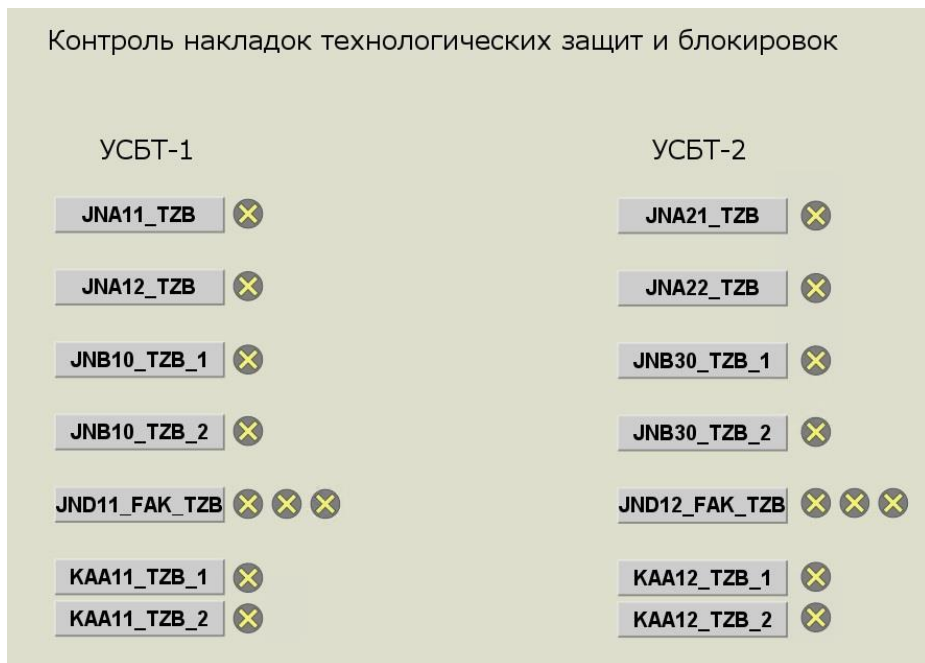 Контроль накладок технологических защит и блокировок
УСБТ-1
УСБТ-2
JNA11_TZB
JNA21_TZB
JNA12_TZB
JNA22_TZB
JNB10_TZB_1
JNB30_TZB_1
JNB10_TZB_2
JNB30_TZB_2
JND11_FAK_TZB
JND12_FAK_TZB
KAA11_TZB_1
KAA12_TZB_1
KAA11_TZB_2
KAA12_TZB_2